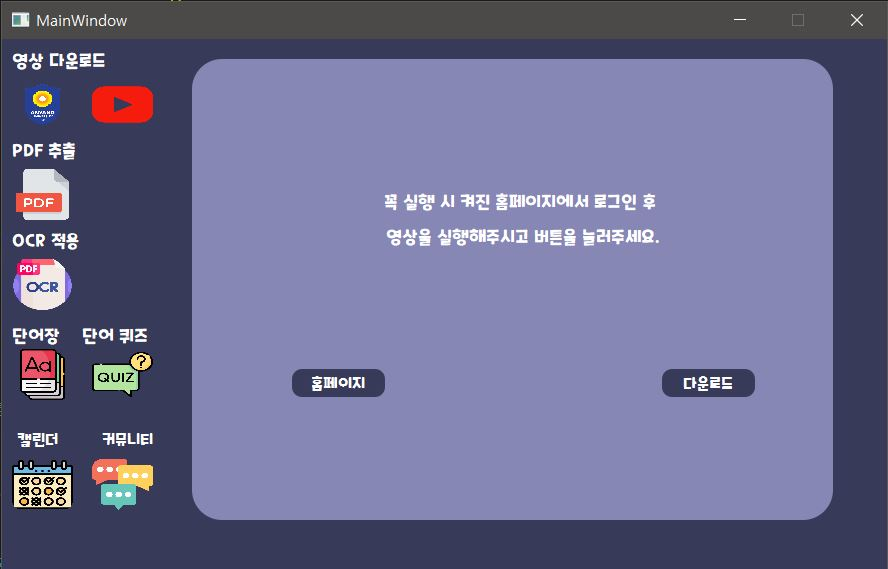 MainWindow
영상 다운로드
PDF 추출
PDF
OCR 적용
PDF
OCR
단어장 단어 퀴즈
Aa
?
QUIZ
캘린더 커뮤니티
꼭 실행 시 켜진 홈페이지에서 로그인 후
영상을 실행해주시고 버튼을 눌러주세요.
홈페이지 다운로드